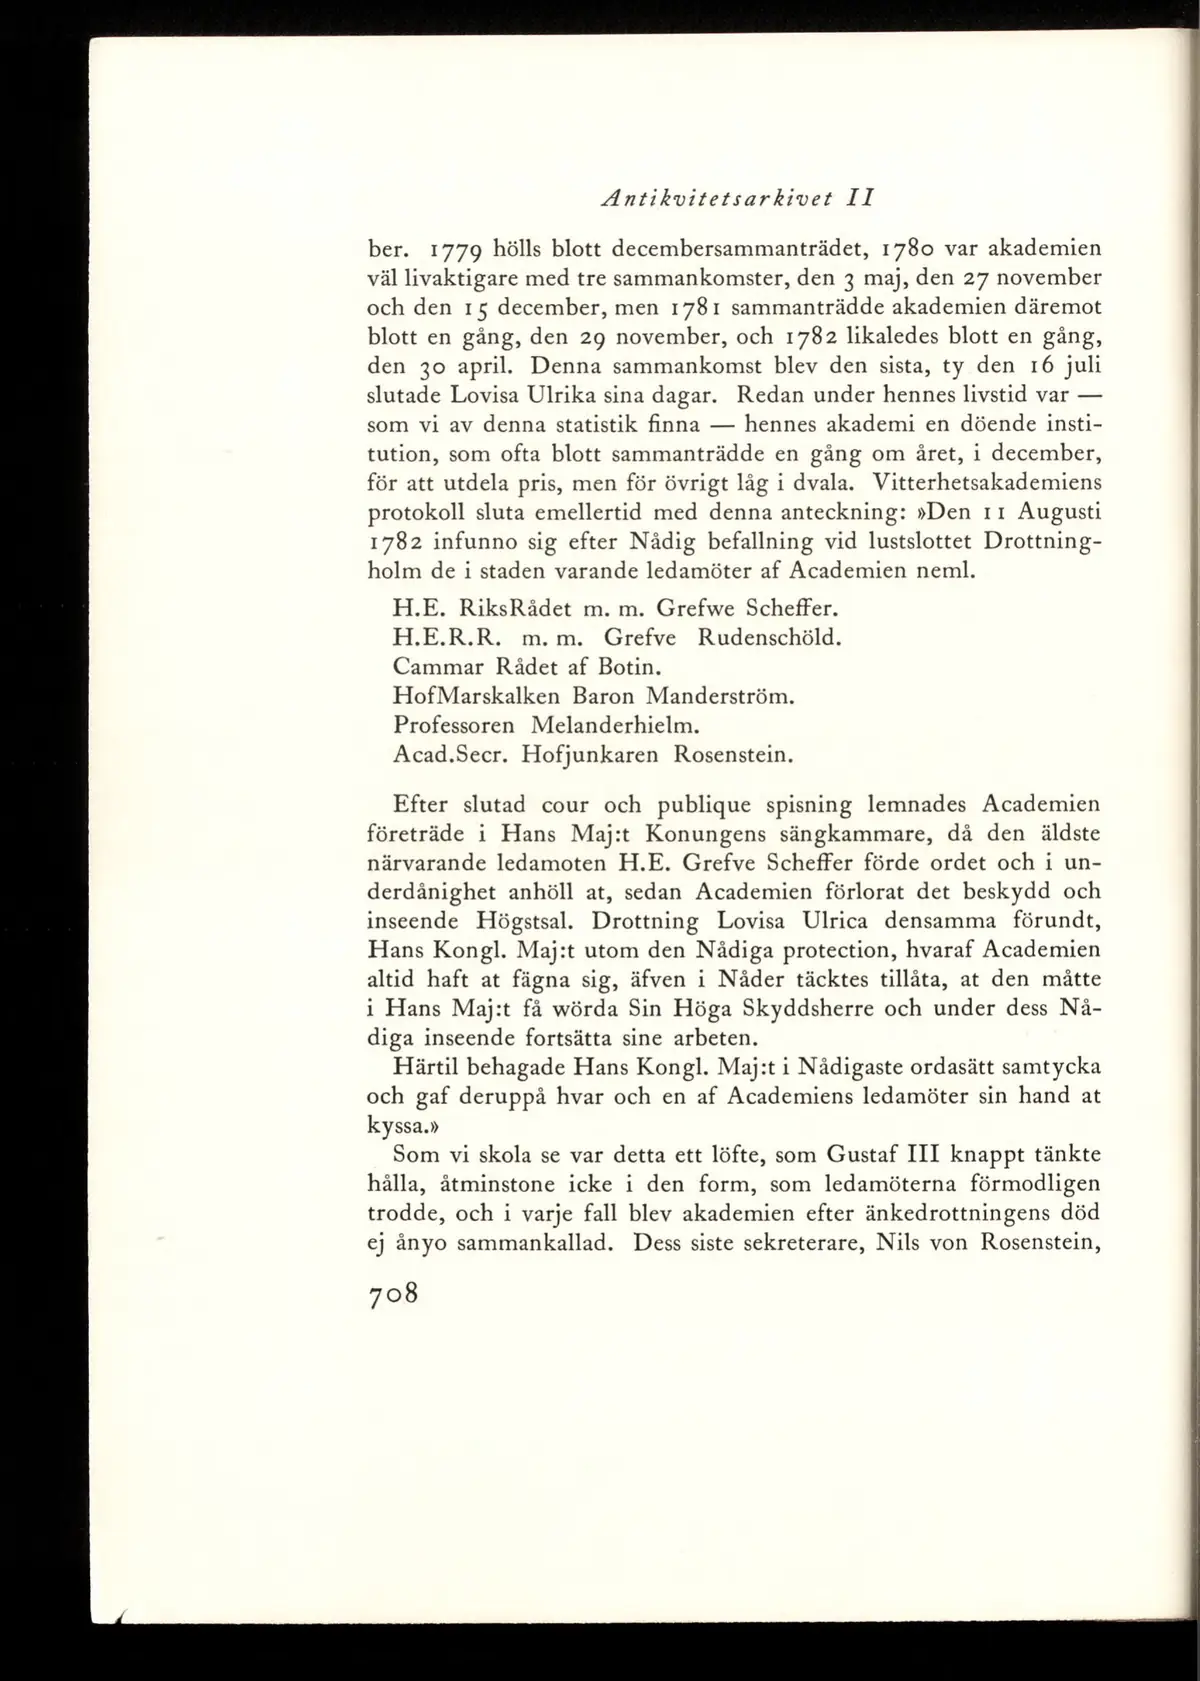 Antikvitetsarkivet II
ber. 1779 hölls blott decembersammanträdet, 1780 var akademien
väl livaktigare med tre sammankomster, den 3 maj, den 27 november
och den 15 december, men 1781 sammanträdde akademien däremot
blott en gång, den 29 november, och 1782 likaledes blott en gång,
den 30 april. Denna sammankomst blev den sista, ty den 16 juli
slutade Lovisa Ulrika sina dagar. Redan under hennes livstid var —
som vi av denna statistik finna — hennes akademi en döende insti-
tution, som ofta blott sammanträdde en gång om året, i december,
för att utdela pris, men för övrigt låg i dvala. Vitterhetsakademiens
protokoll sluta emellertid med denna anteckning: »Den 11 Augusti
1782 infunno sig efter Nådig befallning vid lustslottet Drottning-
holm de i staden varande ledamöter af Academien neml.
H.E. RiksRådet m. m. Grefwe Scheffer.
H.E.R.R. m. m. Grefve Rudenschöld.
Cammar Rådet af Botin.
HofMarskalken Baron Manderström.
Professoren Melanderhielm.
Acad.Secr. Hofjunkaren Rosenstein.
Efter slutad cour och publique spisning lemnades Academien
företräde i Hans Maj:t Konungens sängkammare, då den äldste
närvarande ledamoten H.E. Grefve Scheffer förde ordet och i un-
derdånighet anhöll at, sedan Academien förlorat det beskydd och
inseende Högstsal. Drottning Lovisa Ulrica densamma förundt,
Hans Kongl. Maj:t utom den Nådiga protection, hvaraf Academien
altid haft at fägna sig, äfven i Nåder täcktes tillåta, at den måtte
i Hans Maj:t få wörda Sin Höga Skyddsherre och under dess Nå-
diga inseende fortsätta sine arbeten.
Härtil behagade Hans Kongl. Maj:t i Nådigaste ordasätt samtycka
och gaf deruppå hvar och en af Academiens ledamöter sin hand at
kyssa.»
Som vi skola se var detta ett löfte, som Gustaf III knappt tänkte
hålla, åtminstone icke i den form, som ledamöterna förmodligen
trodde, och i varje fall blev akademien efter änkedrottningens död
ej ånyo sammankallad. Dess siste sekreterare, Nils von Rosenstein,
708